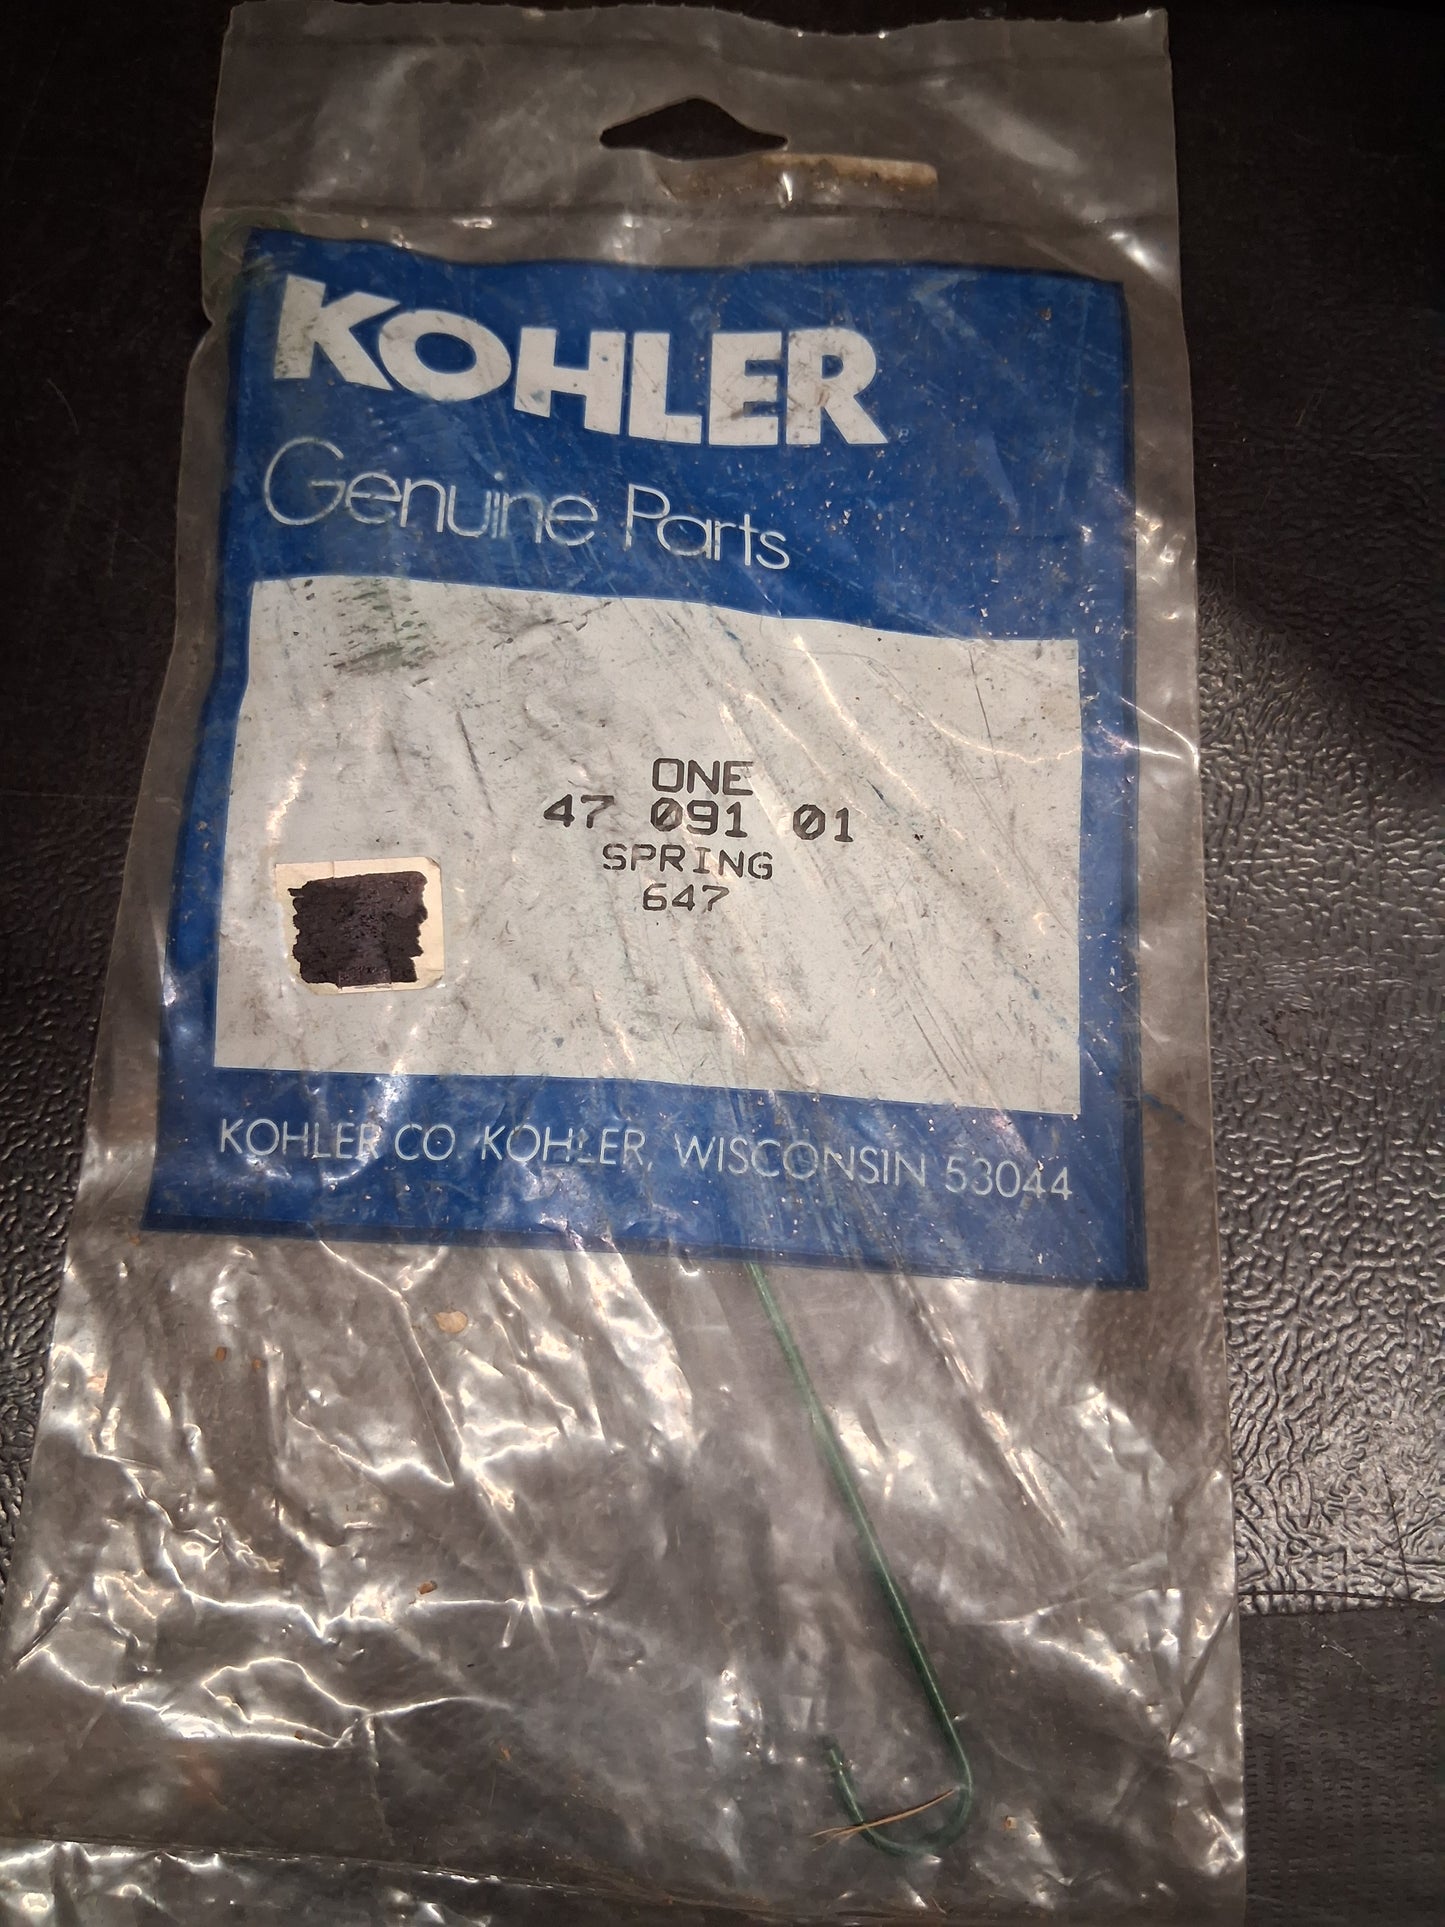 KOHLER
Genuine Parts
ONE
47 091 01
SPRING
647
KOHLER CO KOHLER, WISCONSIN 53044